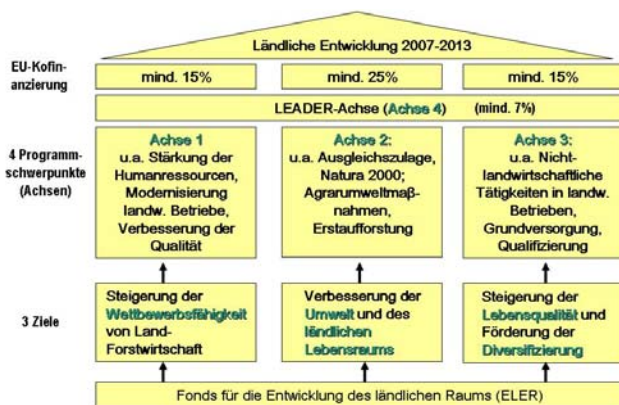 Ländliche Entwicklung 2007-2013
EU-Kofin-
anzierung
mind. 15%
mind. 25%
mind. 15%
LEADER-Achse (Achse 4) (mind. 7%)
4 Programm-
schwerpunkte
(Achsen)
Achse 1
u.a. Stärkung der
Humanressourcen,
Modernisierung
landw. Betriebe,
Verbesserung der
Qualität
Achse 2:
u.a. Ausgleichszulage,
Natura 2000;
Agrarumweltmaß-
nahmen,
Erstaufforstung
Achse 3:
u.a. Nicht-
landwirtschaftliche
Tätigkeiten in landw.
Betrieben,
Grundversorgung,
Qualifizierung
3 Ziele
Steigerung der
Wettbewerbsfähigkeit
von Land-
Forstwirtschaft
Verbesserung der
Umwelt und des
ländlichen
Lebensraums
Steigerung der
Lebensqualität und
Förderung der
Diversifizierung
Fonds für die Entwicklung des ländlichen Raums (ELER)